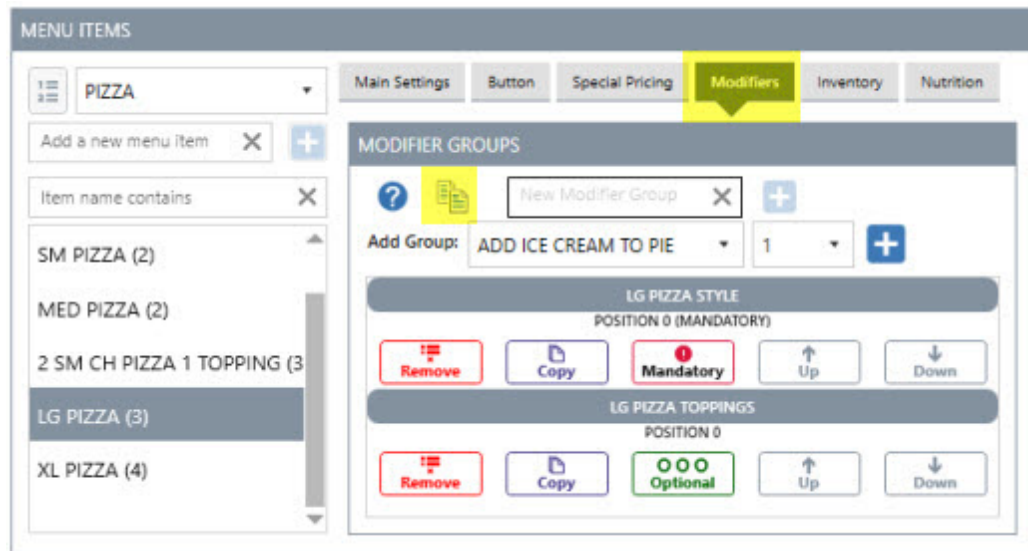 MENU ITEMS
PIZZA
Add a new menu item
Item name contains
SM PIZZA (2)
MED PIZZA (2)
2 SM CH PIZZA 1 TOPPING (3
LG PIZZA (3)
XL PIZZA (4)
Main Settings Button Special Pricing Modifiers Inventory Nutrition
MODIFIER GROUPS
? New Modifier Group
Add Group: ADD ICE CREAM TO PIE 1
LG PIZZA STYLE
POSITION 0 (MANDATORY)
Remove Copy Mandatory Up Down
LG PIZZA TOPPINGS
POSITION 0
Remove Copy Optional Up Down